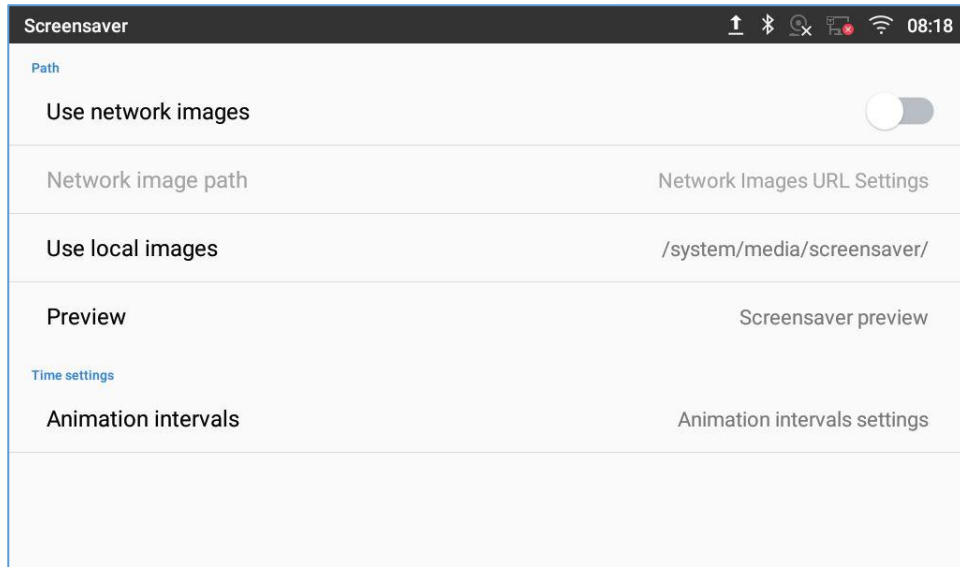 Screensaver 08:18
Path
Use network images
Network image path Network Images URL Settings
Use local images /system/media/screensaver/
Preview Screensaver preview
Time settings
Animation intervals Animation intervals settings